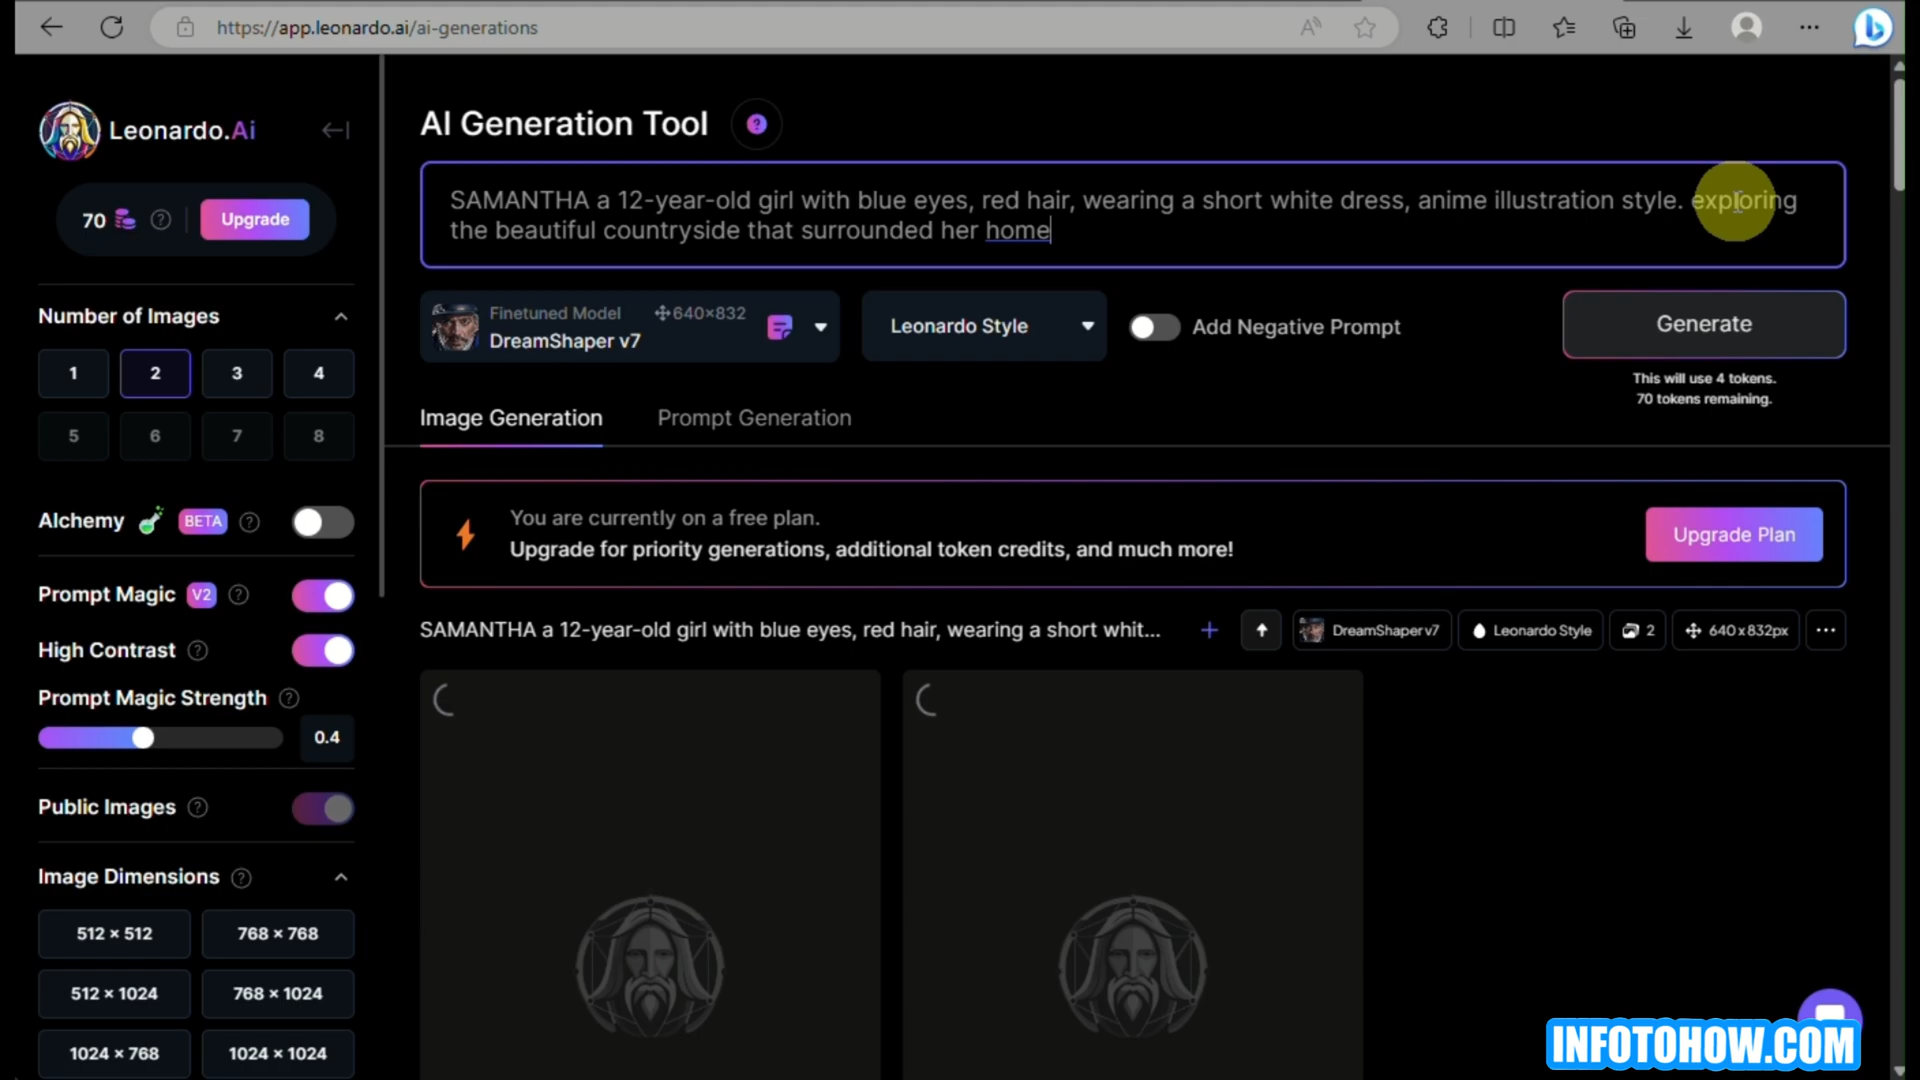 https://app.leonardo.ai/ai-generations
Leonardo.Ai
70
Upgrade
Number of Images
1 2 3 4
5 6 7 8
Alchemy BETA
Prompt Magic V2
High Contrast
Prompt Magic Strength
0.4
Public Images
Image Dimensions
512 × 512 768 × 768
512 × 1024 768 × 1024
1024 × 768 1024 × 1024
AI Generation Tool
SAMANTHA a 12-year-old girl with blue eyes, red hair, wearing a short white dress, anime illustration style. exploring
the beautiful countryside that surrounded her home
Finetuned Model 640×832
DreamShaper v7
Leonardo Style
Add Negative Prompt
Generate
This will use 4 tokens.
70 tokens remaining.
Image Generation Prompt Generation
You are currently on a free plan.
Upgrade for priority generations, additional token credits, and much more!
Upgrade Plan
SAMANTHA a 12-year-old girl with blue eyes, red hair, wearing a short whit...
DreamShaper v7 Leonardo Style 2 640 x 832px
INFOTOHOW.COM